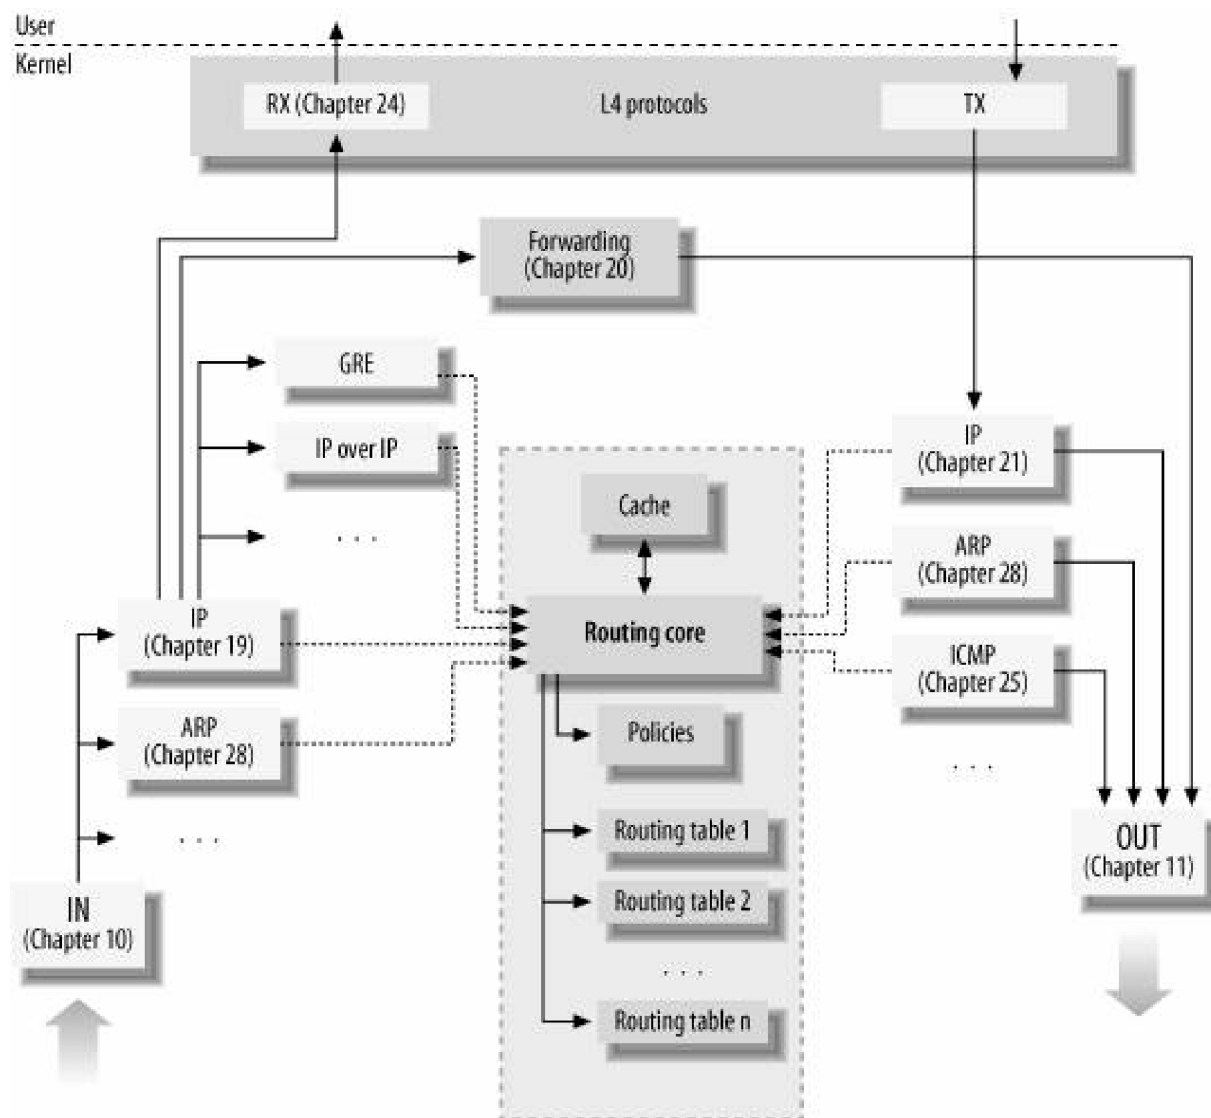 User
Kernel
RX (Chapter 24)
L4 protocols
TX
Forwarding
(Chapter 20)
GRE
IP over IP
. . .
IP
(Chapter 19)
ARP
(Chapter 28)
. . .
IN
(Chapter 10)
Cache
Routing core
Policies
Routing table 1
Routing table 2
. . .
Routing table n
IP
(Chapter 21)
ARP
(Chapter 28)
ICMP
(Chapter 25)
. . .
OUT
(Chapter 11)